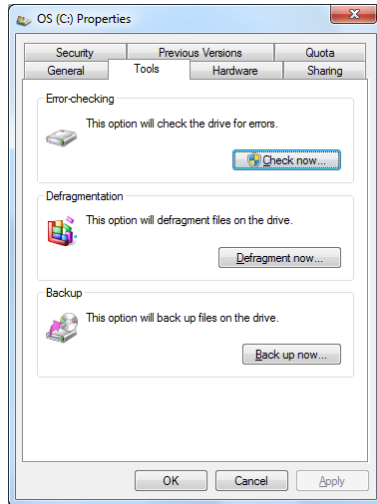 OS (C:) Properties
Security Previous Versions Quota
General Tools Hardware Sharing
Error-checking
This option will check the drive for errors.
Check now...
Defragmentation
This option will defragment files on the drive.
Defragment now...
Backup
This option will back up files on the drive.
Back up now...
OK Cancel Apply